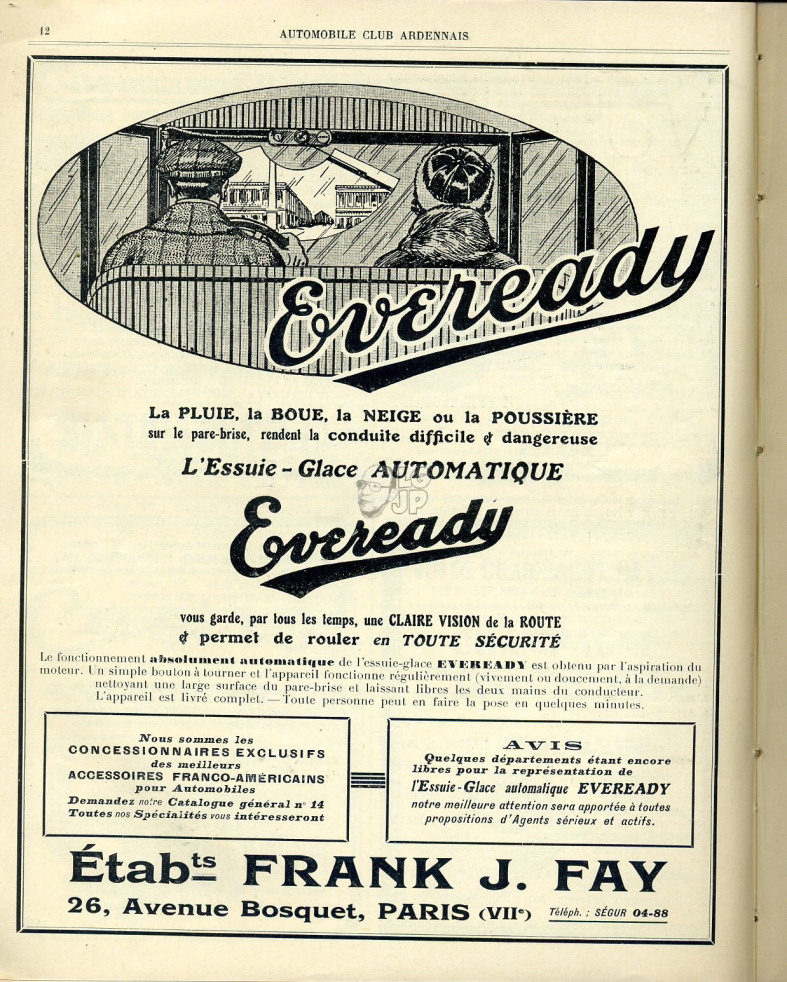 12
AUTOMOBILE CLUB ARDENNAIS
Eveready
La PLUIE, la BOUE, la NEIGE ou la POUSSIÈRE
sur le pare-brise, rendent la conduite difficile & dangereuse
L'Essuie-Glace AUTOMATIQUE
LG
JP
Eveready
vous garde, par tous les temps, une CLAIRE VISION de la ROUTE
& permet de rouler en TOUTE SÉCURITÉ
Le fonctionnement absolument automatique de l'essuie-glace EVEREADY est obtenu par l'aspiration du
moteur. Un simple bouton à tourner et l'appareil fonctionne régulièrement (vivement ou doucement, à la demande)
nettoyant une large surface du pare-brise et laissant libres les deux mains du conducteur.
L'appareil est livré complet. — Toute personne peut en faire la pose en quelques minutes.
Nous sommes les
CONCESSIONNAIRES EXCLUSIFS
des meilleurs
ACCESSOIRES FRANCO-AMÉRICAINS
pour Automobiles
Demandez notre Catalogue général n° 14
Toutes nos Spécialités vous intéresseront
AVIS
Quelques départements étant encore
libres pour la représentation de
l'Essuie-Glace automatique EVEREADY
notre meilleure attention sera apportée à toutes
propositions d'Agents sérieux et actifs.
Étabts FRANK J. FAY
26, Avenue Bosquet, PARIS (VIIe) Téléph. : SÉGUR 04-88